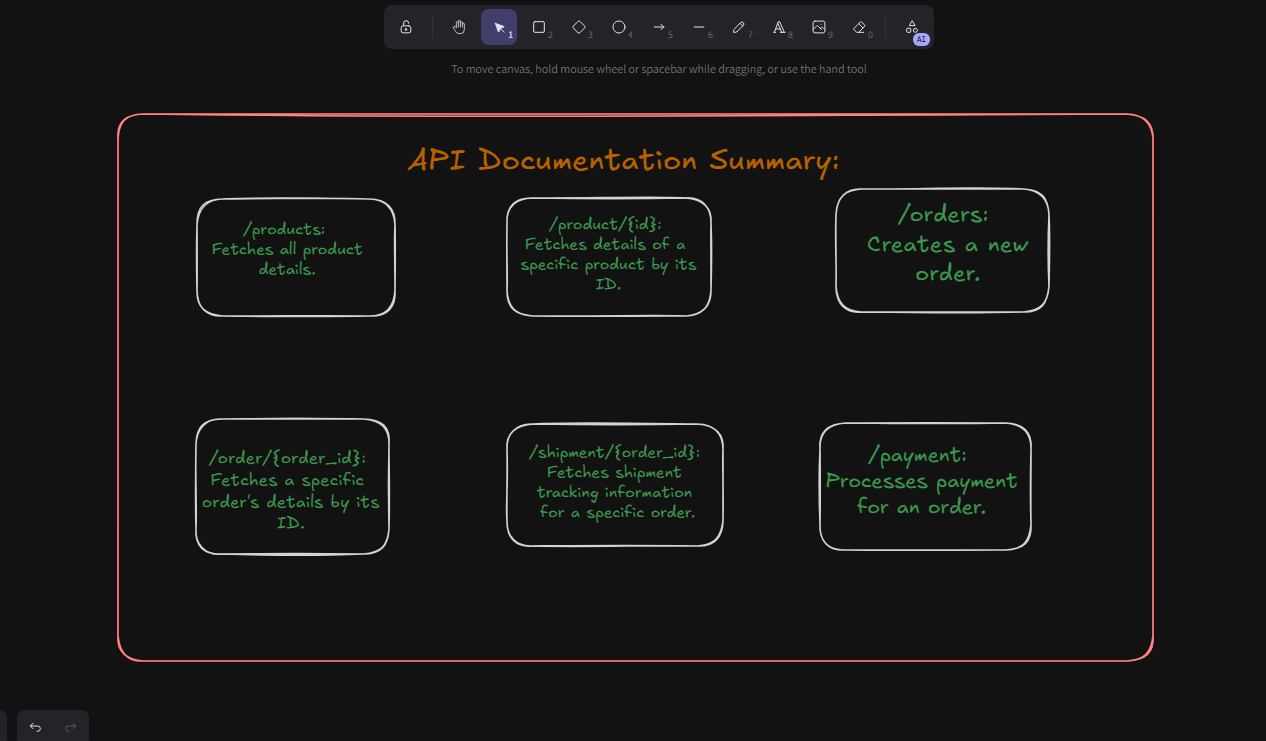 1
2
3
4
5
6
7
8
9
0
AI
To move canvas, hold mouse wheel or spacebar while dragging, or use the hand tool
API Documentation Summary:
/products:
Fetches all product
details.
/product/{id}:
Fetches details of a
specific product by its
ID.
/orders:
Creates a new
order.
/order/{order_id}:
Fetches a specific
order's details by its
ID.
/shipment/{order_id}:
Fetches shipment
tracking information
for a specific order.
/payment:
Processes payment
for an order.